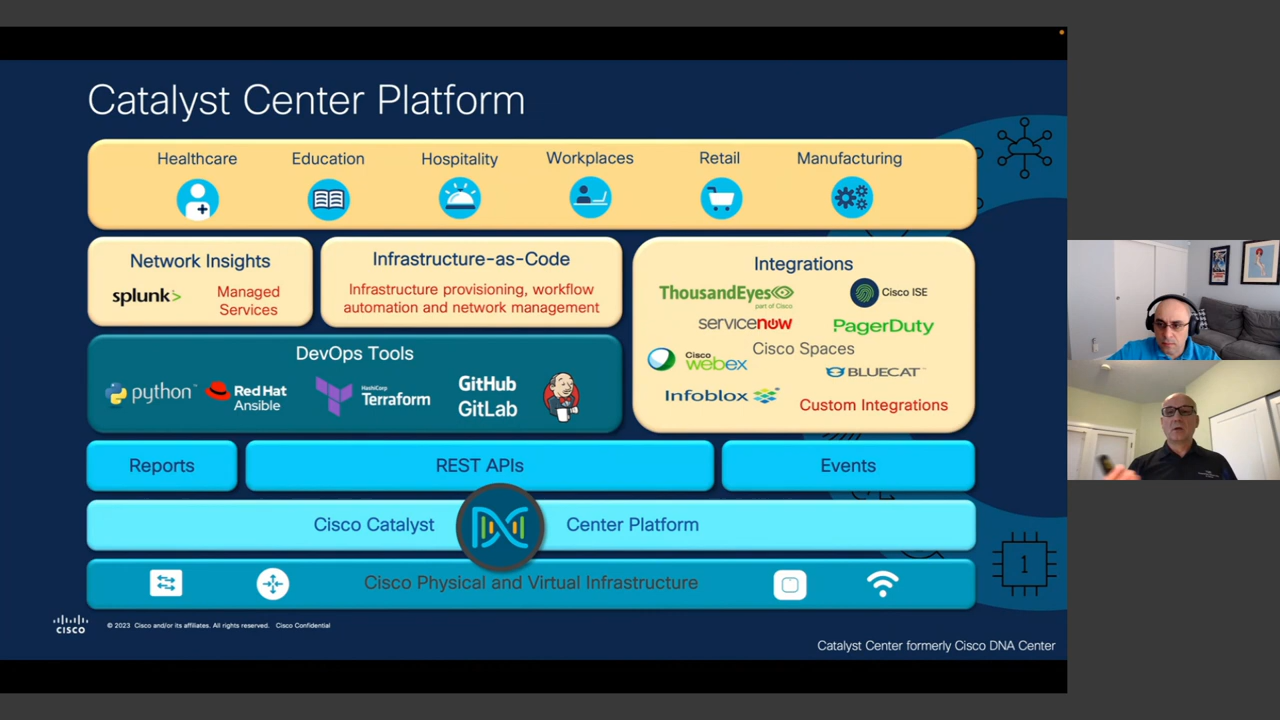 Catalyst Center Platform
Healthcare
Education
Hospitality
Workplaces
Retail
Manufacturing
Network Insights
splunk>
Managed
Services
Infrastructure-as-Code
Infrastructure provisioning, workflow
automation and network management
Integrations
ThousandEyes
part of Cisco
Cisco ISE
servicenow
PagerDuty
Cisco Spaces
Cisco
webex
BLUECAT™
Infoblox
Custom Integrations
DevOps Tools
python™
Red Hat
Ansible
HashiCorp
Terraform
GitHub
GitLab
Reports
REST APIs
Events
Cisco Catalyst
Center Platform
Cisco Physical and Virtual Infrastructure
1
CISCO
© 2023 Cisco and/or its affiliates. All rights reserved. Cisco Confidential
Catalyst Center formerly Cisco DNA Center